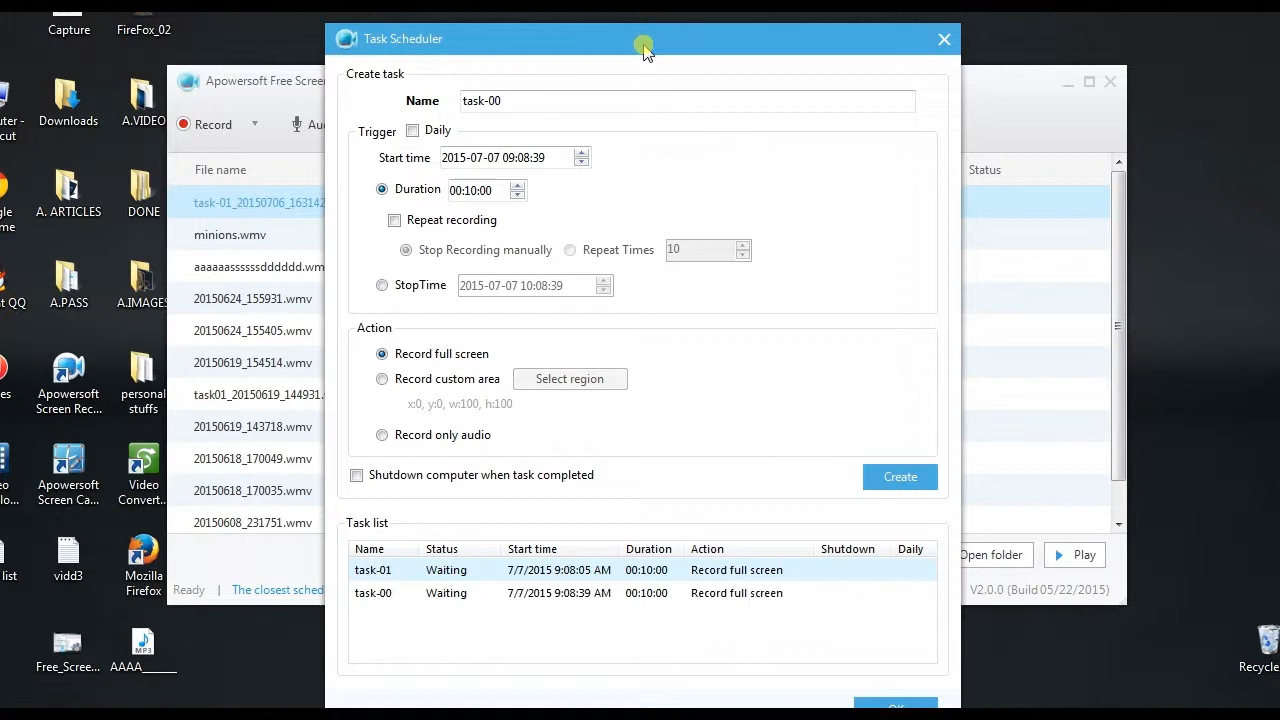 Capture
FireFox_02
Downloads
A.VIDEO
A. ARTICLES
DONE
A.PASS
A.IMAGES
Apowersoft
Screen Rec...
personal
stuffs
Apowersoft
Screen Ca...
Video
Convert...
vidd3
Mozilla
Firefox
Free_Scree...
AAAA______
Apowersoft Free Screen
Record
File name
Status
task-01_20150706_163142
minions.wmv
aaaaaassssssdddddd.wm
20150624_155931.wmv
20150624_155405.wmv
20150619_154514.wmv
task01_20150619_144931.
20150619_143718.wmv
20150618_170049.wmv
20150618_170035.wmv
20150608_231751.wmv
Open folder
Play
Ready | The closest sched
V2.0.0 (Build 05/22/2015)
Task Scheduler
Create task
Name task-00
Trigger Daily
Start time 2015-07-07 09:08:39
Duration 00:10:00
Repeat recording
Stop Recording manually Repeat Times 10
StopTime 2015-07-07 10:08:39
Action
Record full screen
Record custom area Select region
x:0, y:0, w:100, h:100
Record only audio
Shutdown computer when task completed Create
Task list
Name Status Start time Duration Action Shutdown Daily
task-01 Waiting 7/7/2015 9:08:05 AM 00:10:00 Record full screen
task-00 Waiting 7/7/2015 9:08:39 AM 00:10:00 Record full screen
OK